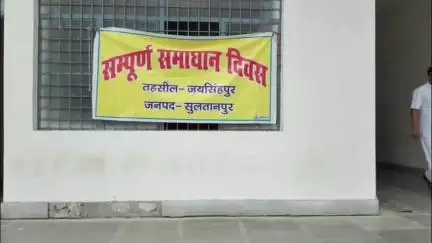 सम्पूर्ण समाधान दिवस
तहसील- जयसिंहपुर
जनपद- सुलतानपुर